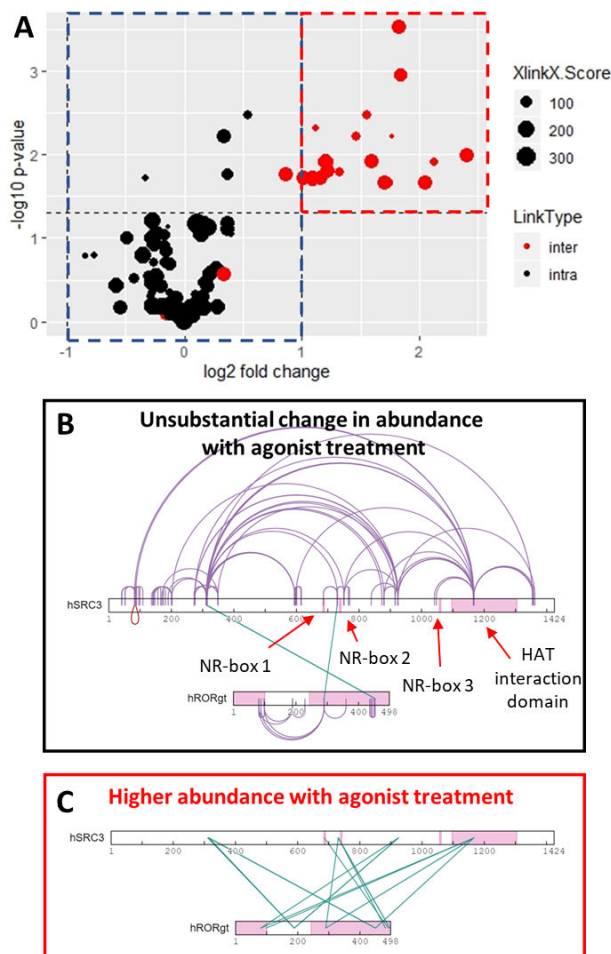 A
-log10 p-value
3
2
1
0
-1
0
1
2
log2 fold change
XlinkX.Score
100
200
300
LinkType
inter
intra
B
Unsubstantial change in abundance
with agonist treatment
hSRC3
1 200 400 600 800 1000 1200 1424
NR-box 1
NR-box 2
NR-box 3
HAT
interaction
domain
hRORgt
1 200 498
C
Higher abundance with agonist treatment
hSRC3
1 200 400 600 800 1000 1200 1424
hRORgt
1 200 498